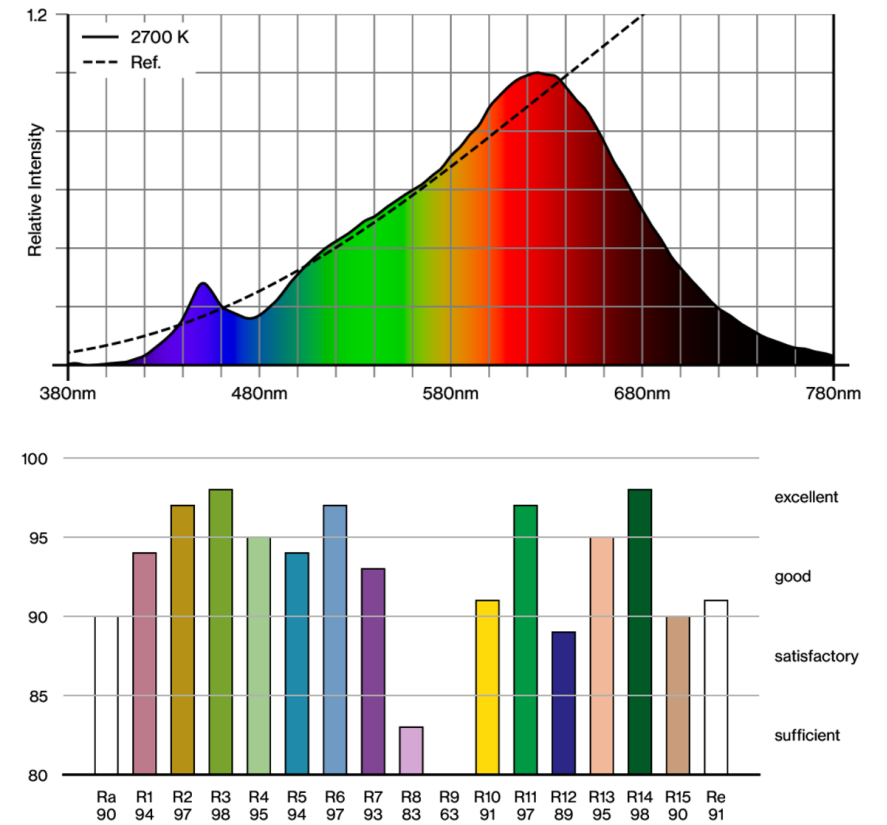 1.2
2700 K
Ref.
Relative Intensity
380nm 480nm 580nm 680nm 780nm
100
excellent
95
good
90
satisfactory
85
sufficient
80
Ra R1 R2 R3 R4 R5 R6 R7 R8 R9 R10 R11 R12 R13 R14 R15 Re
90 94 97 98 95 94 97 93 83 63 91 97 89 95 98 90 91